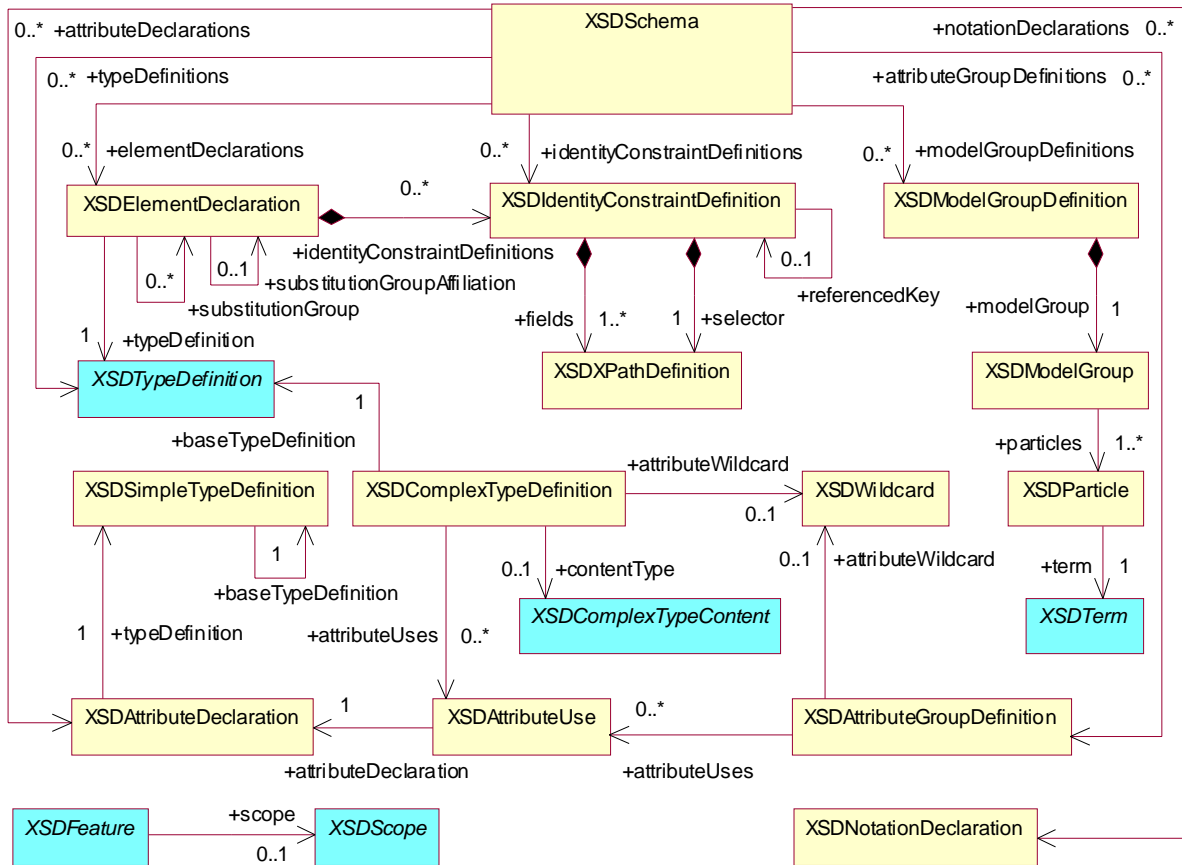 XSDSchema
0..* +attributeDeclarations
+notationDeclarations 0..*
0..* +typeDefinitions
+attributeGroupDefinitions 0..*
0..* +elementDeclarations
0..* +identityConstraintDefinitions
0..* +modelGroupDefinitions
XSDElementDeclaration
0..*
XSDIdentityConstraintDefinition
XSDModelGroupDefinition
+identityConstraintDefinitions
0..*
0..1
0..1
+substitutionGroupAffiliation
+substitutionGroup
+referencedKey
+fields
1..*
1
+selector
+modelGroup
1
1
+typeDefinition
XSDTypeDefinition
XSDXPathDefinition
XSDModelGroup
1
+baseTypeDefinition
+particles
1..*
+attributeWildcard
XSDSimpleTypeDefinition
XSDComplexTypeDefinition
XSDWildcard
XSDParticle
0..1
1
+baseTypeDefinition
0..1
+contentType
0..1
+attributeWildcard
+term
1
XSDComplexTypeContent
XSDTerm
1
+typeDefinition
+attributeUses
0..*
XSDAttributeDeclaration
1
XSDAttributeUse
0..*
XSDAttributeGroupDefinition
+attributeDeclaration
+attributeUses
XSDFeature
+scope
0..1
XSDScope
XSDNotationDeclaration